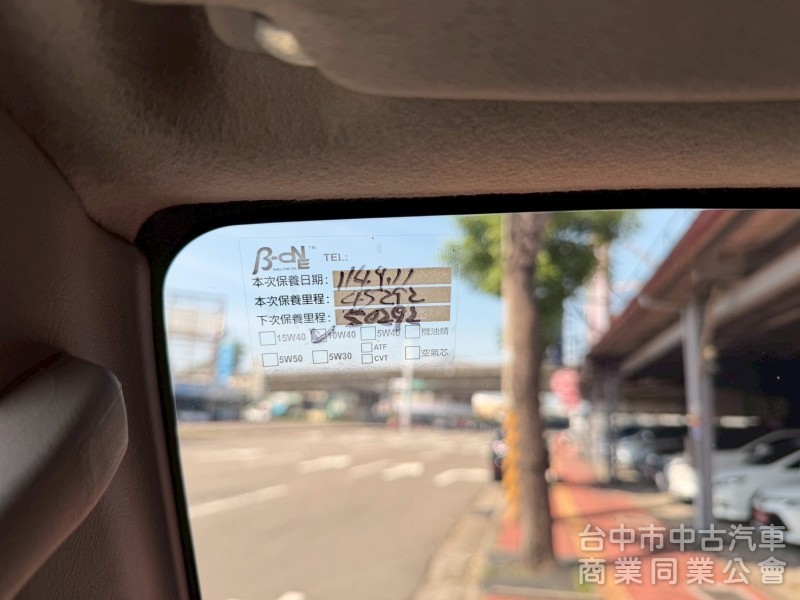 B-ONE™ TEL:
本次保養日期: 114.9.11
本次保養里程: 45292
下次保養里程: 50292
15W40 10W40 5W40 機油精
5W50 5W30 ATF CVT 空氣芯
台中市中古汽車
商業同業公會